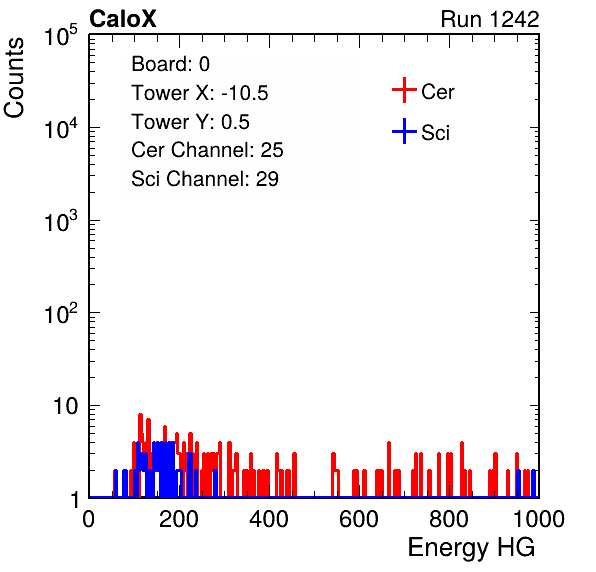 CaloX Run 1242
Counts
Board: 0
Tower X: -10.5
Tower Y: 0.5
Cer Channel: 25
Sci Channel: 29
Cer
Sci
10^5
10^4
10^3
10^2
10
1
0 200 400 600 800 1000
Energy HG